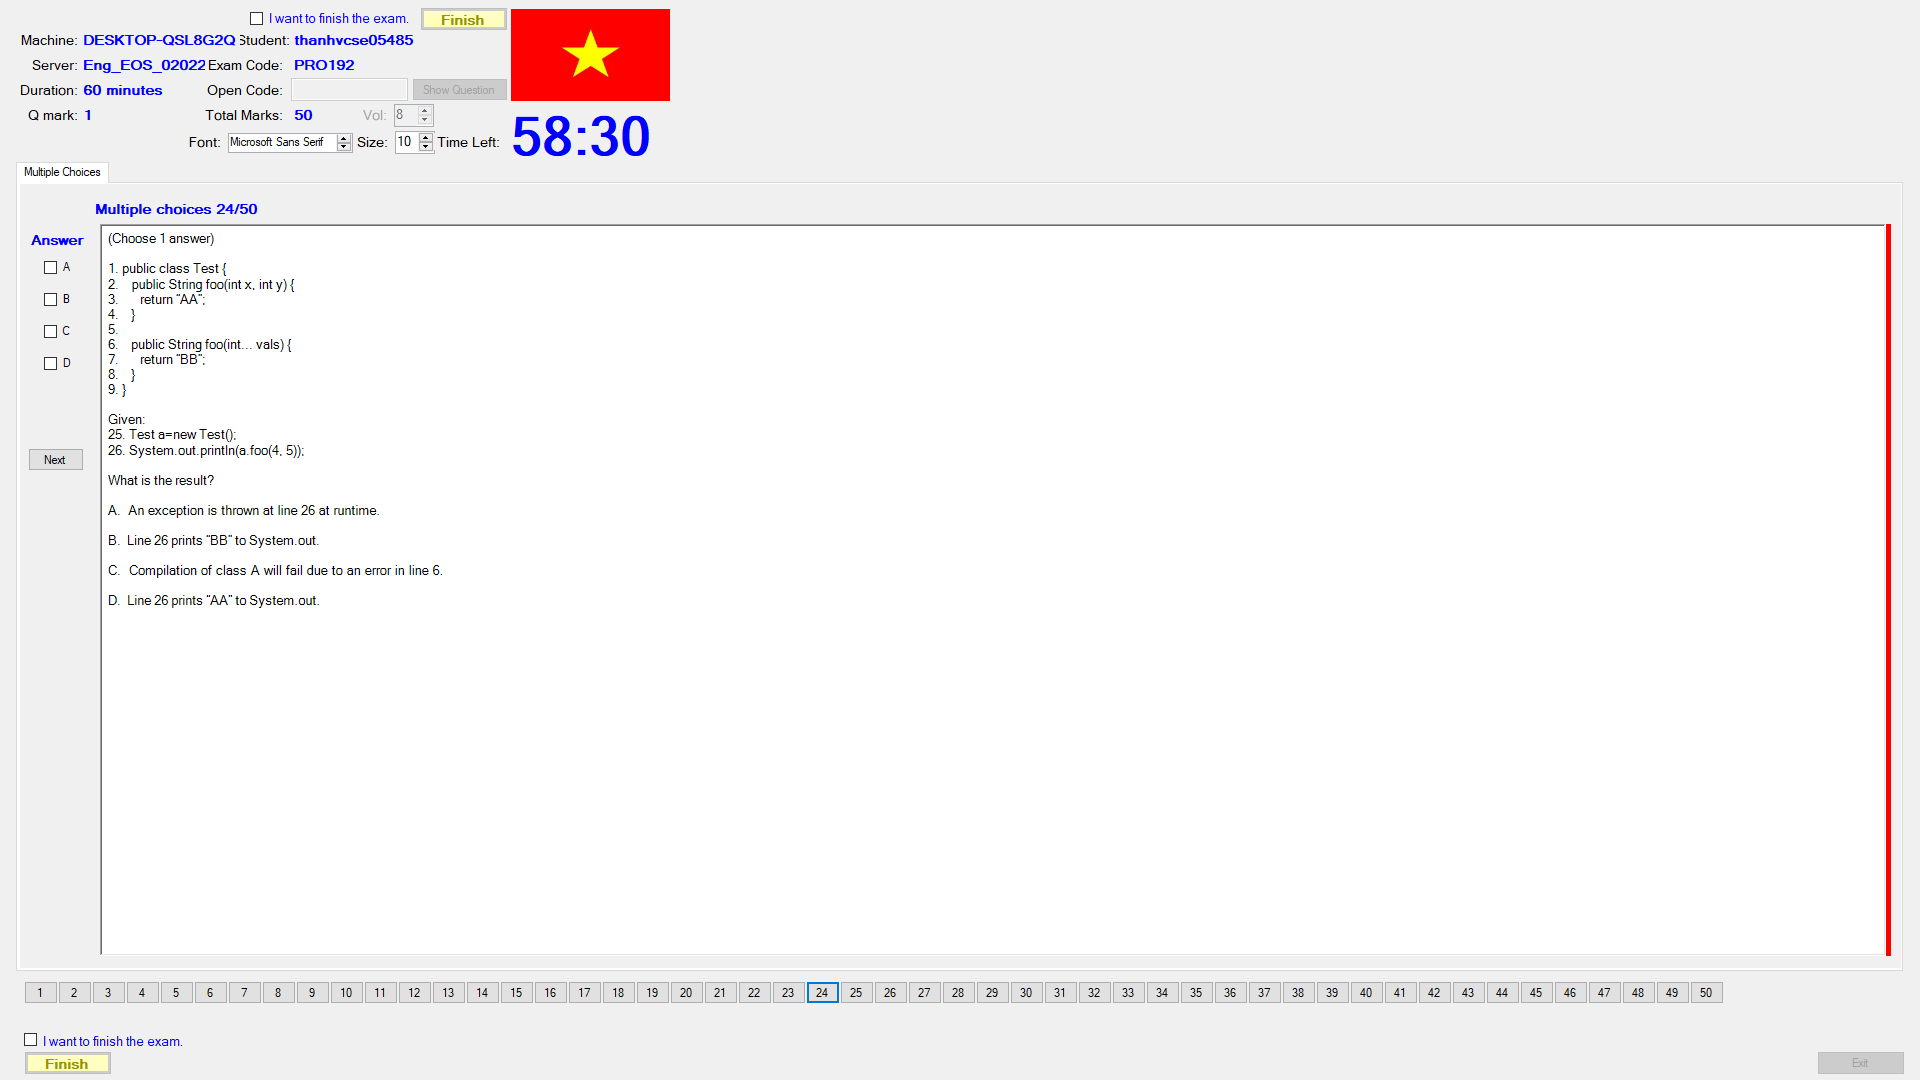 I want to finish the exam.
Finish
Machine: DESKTOP-QSL8G2Q Student: thanhvcse05485
Server: Eng_EOS_02022 Exam Code: PRO192
Duration: 60 minutes Open Code: Show Question
Q mark: 1 Total Marks: 50 Vol: 8
Font: Microsoft Sans Serif Size: 10 Time Left: 58:30
Multiple Choices
Multiple choices 24/50
Answer
A
B
C
D
Next
(Choose 1 answer)
1. public class Test {
2. public String foo(int x, int y) {
3. return "AA";
4. }
5.
6. public String foo(int... vals) {
7. return "BB";
8. }
9. }
Given:
25. Test a=new Test();
26. System.out.println(a.foo(4, 5));
What is the result?
A. An exception is thrown at line 26 at runtime.
B. Line 26 prints "BB" to System.out.
C. Compilation of class A will fail due to an error in line 6.
D. Line 26 prints "AA" to System.out.
1 2 3 4 5 6 7 8 9 10 11 12 13 14 15 16 17 18 19 20 21 22 23 24 25 26 27 28 29 30 31 32 33 34 35 36 37 38 39 40 41 42 43 44 45 46 47 48 49 50
I want to finish the exam.
Finish
Exit